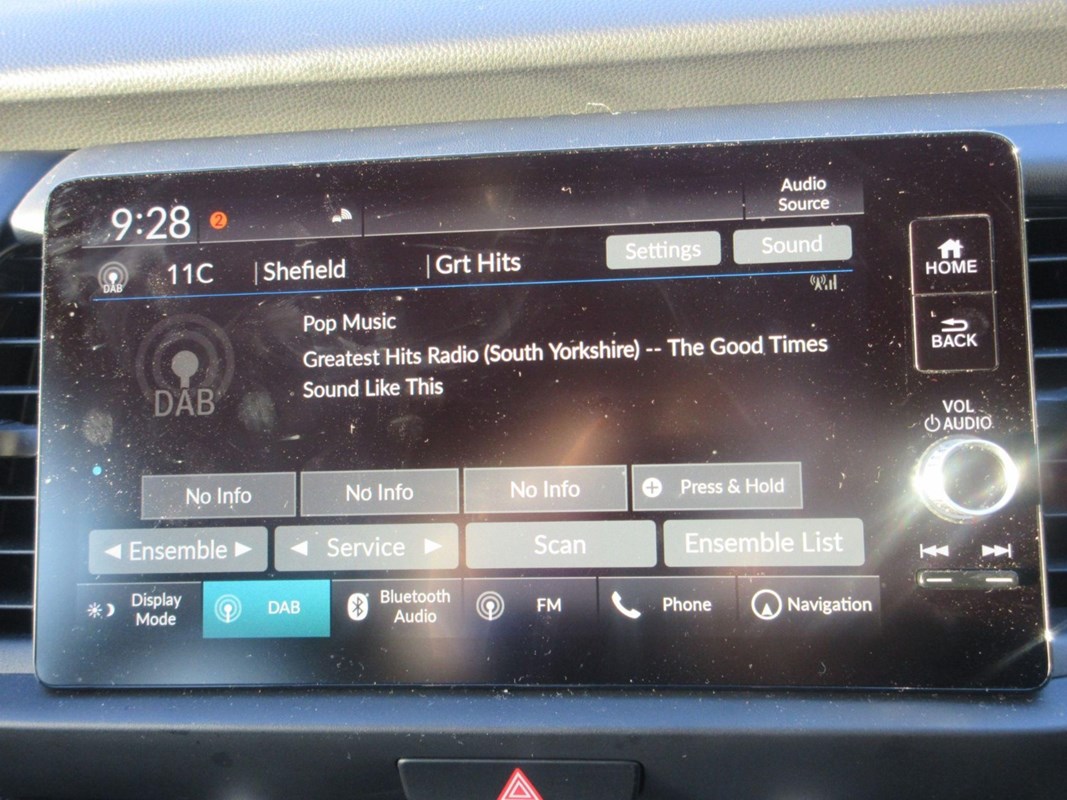 9:28
2
Audio
Source
DAB
11C
Shefield
Grt Hits
Settings
Sound
HOME
BACK
Pop Music
Greatest Hits Radio (South Yorkshire) -- The Good Times
Sound Like This
DAB
VOL
AUDIO
No Info
No Info
No Info
Press & Hold
Ensemble
Service
Scan
Ensemble List
Display
Mode
DAB
Bluetooth
Audio
FM
Phone
Navigation